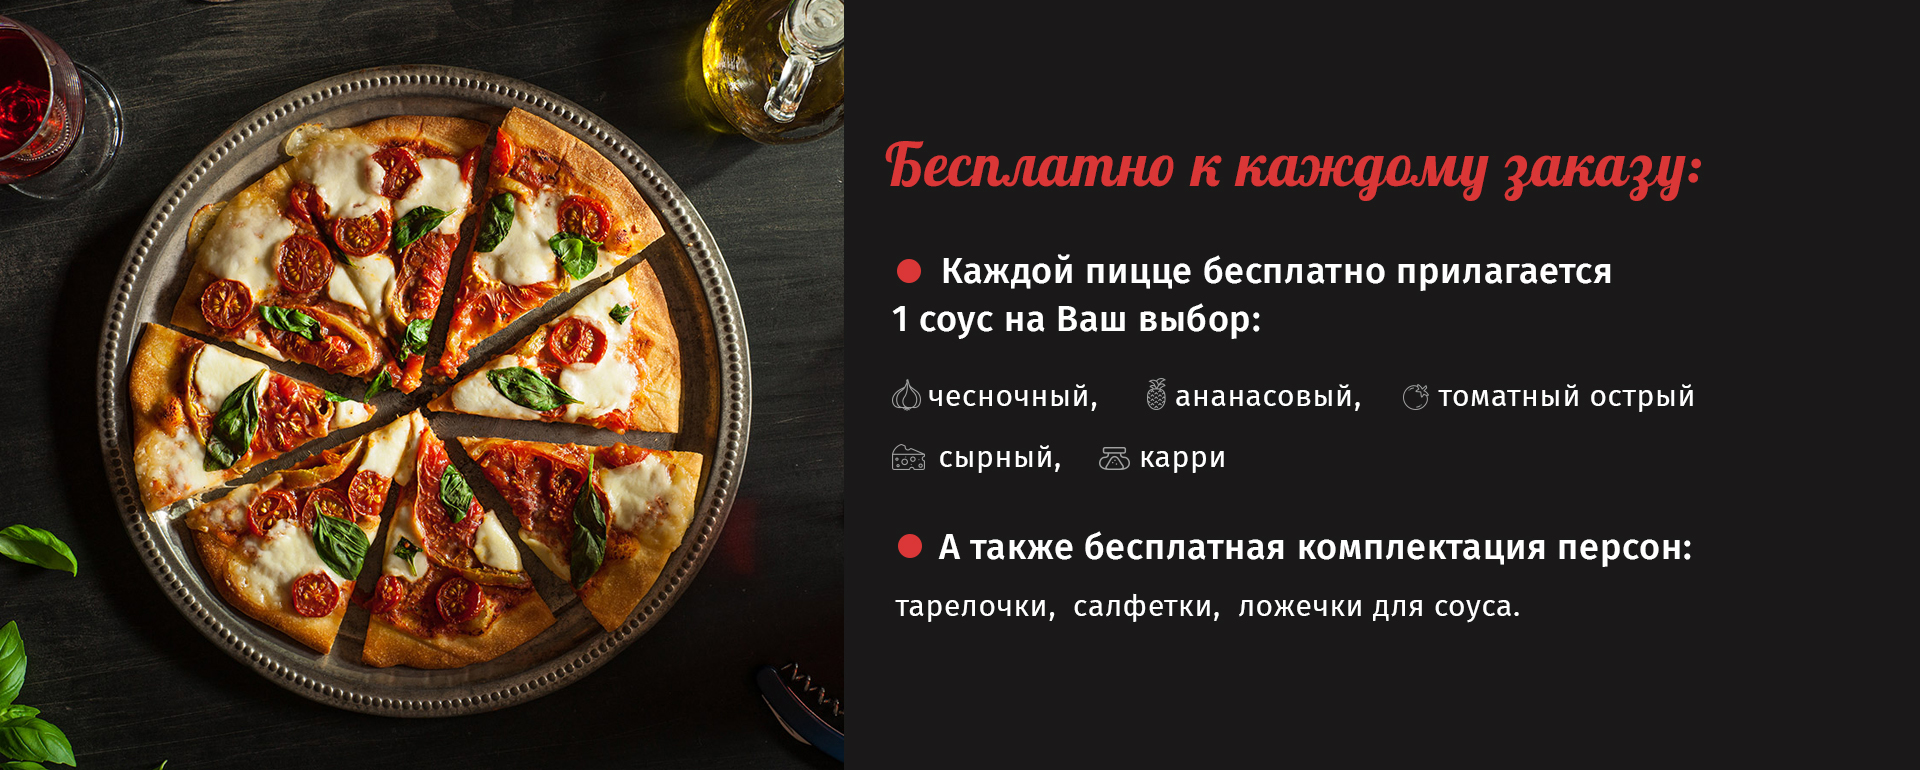 Бесплатно к каждому заказу:
Каждой пицце бесплатно прилагается
1 соус на Ваш выбор:
чесночный, ананасовый, томатный острый
сырный, карри
А также бесплатная комплектация персон:
тарелочки, салфетки, ложечки для соуса.